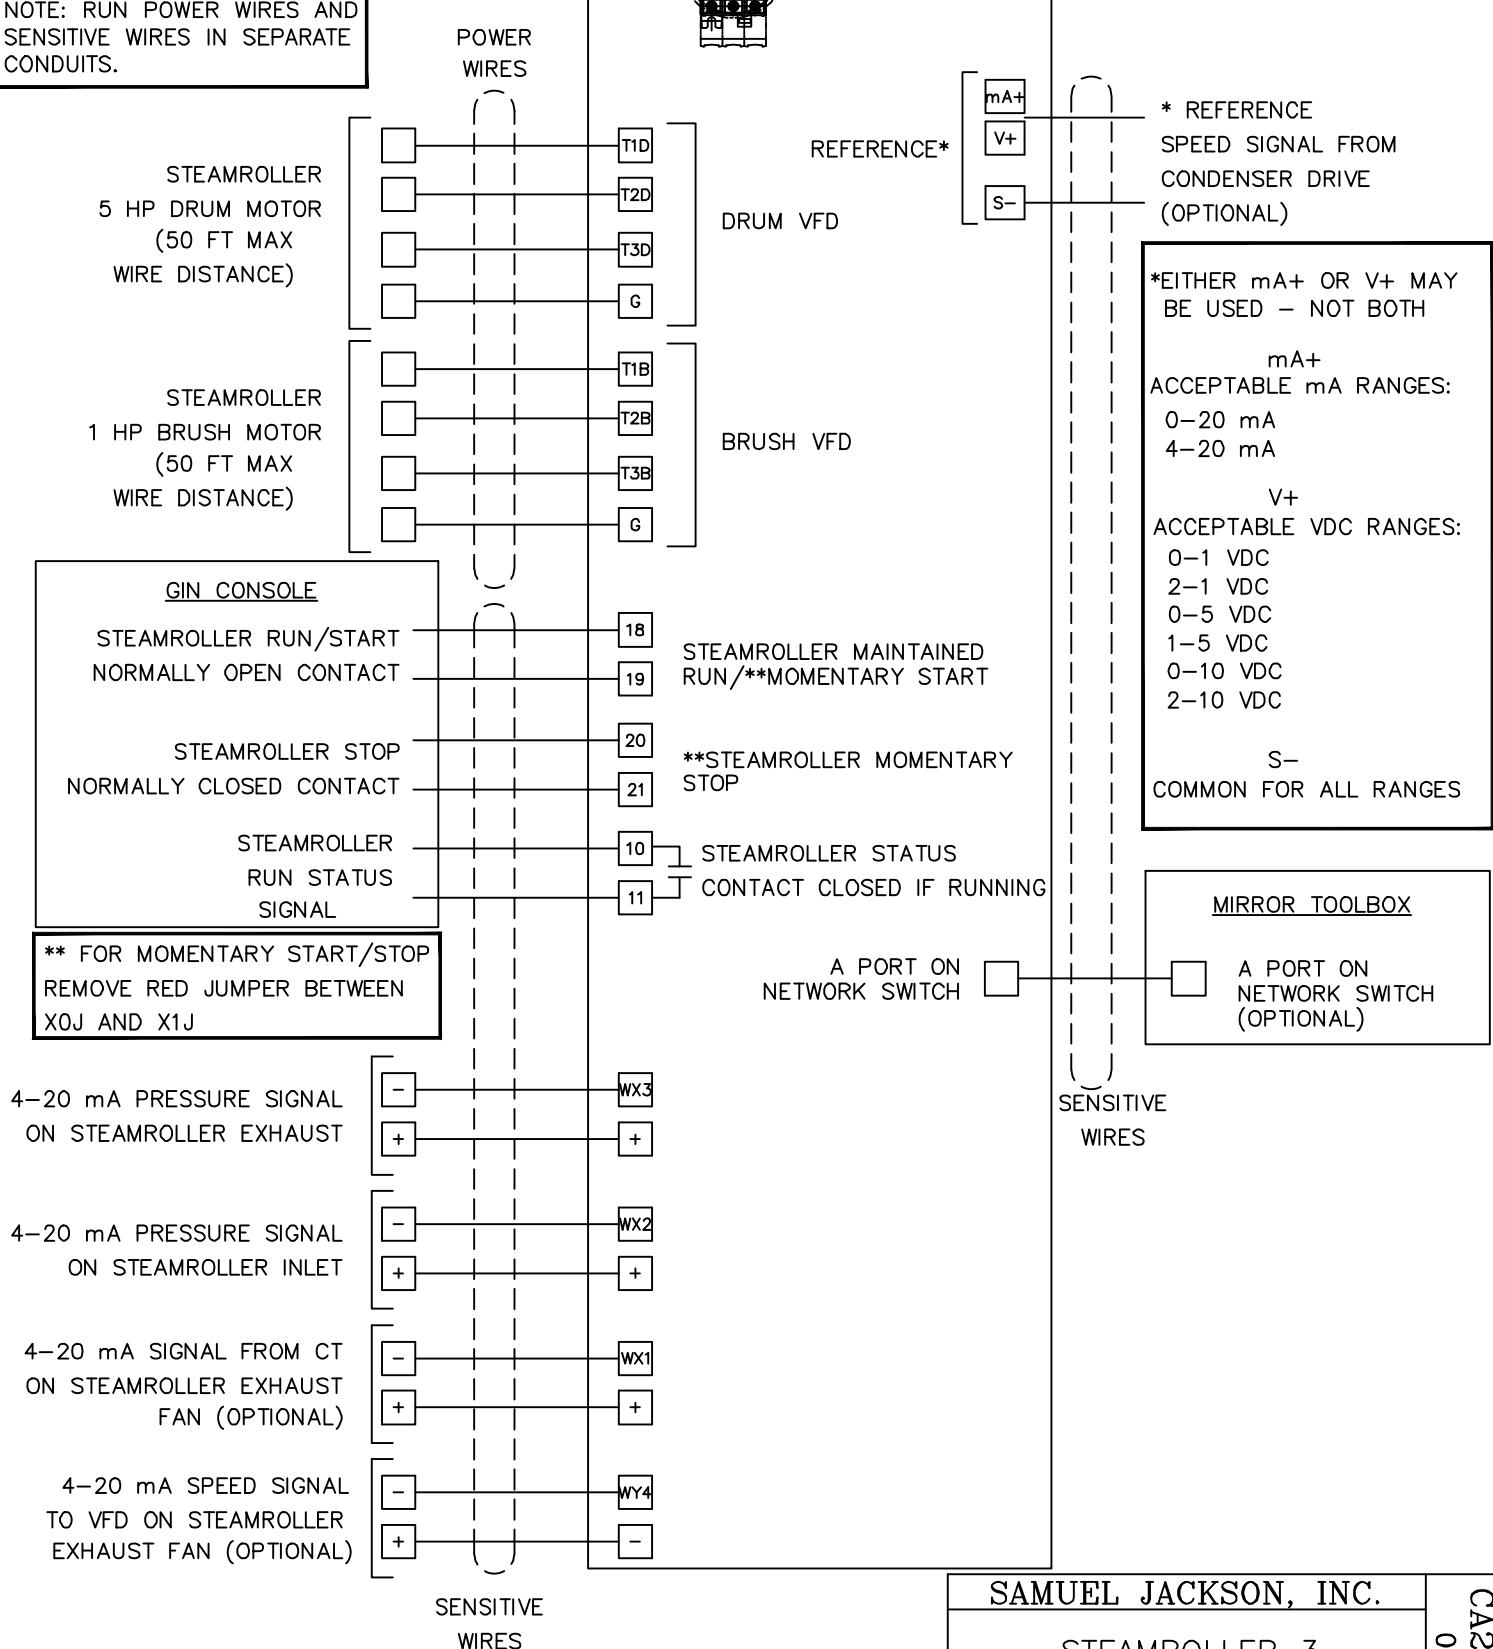 NOTE: RUN POWER WIRES AND
SENSITIVE WIRES IN SEPARATE
CONDUITS.
POWER
WIRES
STEAMROLLER
5 HP DRUM MOTOR
(50 FT MAX
WIRE DISTANCE)
T1D
T2D
T3D
G
DRUM VFD
STEAMROLLER
1 HP BRUSH MOTOR
(50 FT MAX
WIRE DISTANCE)
T1B
T2B
T3B
G
BRUSH VFD
REFERENCE*
mA+
V+
S-
* REFERENCE
SPEED SIGNAL FROM
CONDENSER DRIVE
(OPTIONAL)
*EITHER mA+ OR V+ MAY
BE USED - NOT BOTH
mA+
ACCEPTABLE mA RANGES:
0-20 mA
4-20 mA
V+
ACCEPTABLE VDC RANGES:
0-1 VDC
2-1 VDC
0-5 VDC
1-5 VDC
0-10 VDC
2-10 VDC
S-
COMMON FOR ALL RANGES
GIN CONSOLE
STEAMROLLER RUN/START
NORMALLY OPEN CONTACT
18
19
STEAMROLLER MAINTAINED
RUN/**MOMENTARY START
STEAMROLLER STOP
NORMALLY CLOSED CONTACT
20
21
**STEAMROLLER MOMENTARY
STOP
STEAMROLLER
RUN STATUS
SIGNAL
10
11
STEAMROLLER STATUS
CONTACT CLOSED IF RUNNING
** FOR MOMENTARY START/STOP
REMOVE RED JUMPER BETWEEN
X0J AND X1J
A PORT ON
NETWORK SWITCH
MIRROR TOOLBOX
A PORT ON
NETWORK SWITCH
(OPTIONAL)
SENSITIVE
WIRES
4-20 mA PRESSURE SIGNAL
ON STEAMROLLER EXHAUST
-
+
WX3
+
4-20 mA PRESSURE SIGNAL
ON STEAMROLLER INLET
-
+
WX2
+
4-20 mA SIGNAL FROM CT
ON STEAMROLLER EXHAUST
FAN (OPTIONAL)
-
+
WX1
+
4-20 mA SPEED SIGNAL
TO VFD ON STEAMROLLER
EXHAUST FAN (OPTIONAL)
-
+
WY4
-
SENSITIVE
WIRES
SAMUEL JACKSON, INC.
STEAMROLLER 3